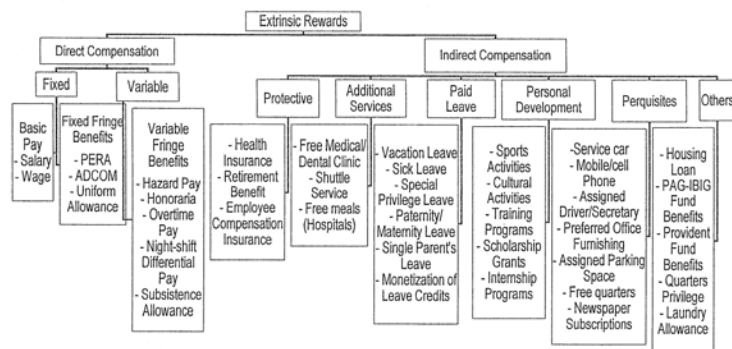 Extrinsic Rewards
Direct Compensation
Indirect Compensation
Fixed
Variable
Protective
Additional
Services
Paid
Leave
Personal
Development
Perquisites
Others
Basic
Pay
- Salary
- Wage
Fixed Fringe
Benefits
- PERA
- ADCOM
- Uniform
Allowance
Variable
Fringe
Benefits
- Hazard Pay
- Honoraria
- Overtime
Pay
- Night-shift
Differential
Pay
- Subsistence
Allowance
- Health
Insurance
- Retirement
Benefit
- Employee
Compensation
Insurance
- Free Medical/
Dental Clinic
- Shuttle
Service
- Free meals
(Hospitals)
- Vacation Leave
- Sick Leave
- Special
Privilege Leave
- Paternity/
Maternity Leave
- Single Parent's
Leave
- Monetization of
Leave Credits
- Sports
Activities
- Cultural
Activities
- Training
Programs
- Scholarship
Grants
- Internship
Programs
- Service car
- Mobile/cell
Phone
- Assigned
Driver/Secretary
- Preferred Office
Furnishing
- Assigned Parking
Space
- Free quarters
- Newspaper
Subscriptions
- Housing
Loan
- PAG-IBIG
Fund
Benefits
- Provident
Fund
Benefits
- Quarters
Privilege
- Laundry
Allowance